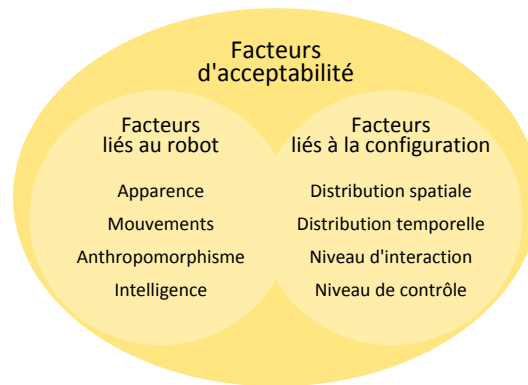 Facteurs
d'acceptabilité
Facteurs
liés au robot
Apparence
Mouvements
Anthropomorphisme
Intelligence
Facteurs
liés à la configuration
Distribution spatiale
Distribution temporelle
Niveau d'interaction
Niveau de contrôle